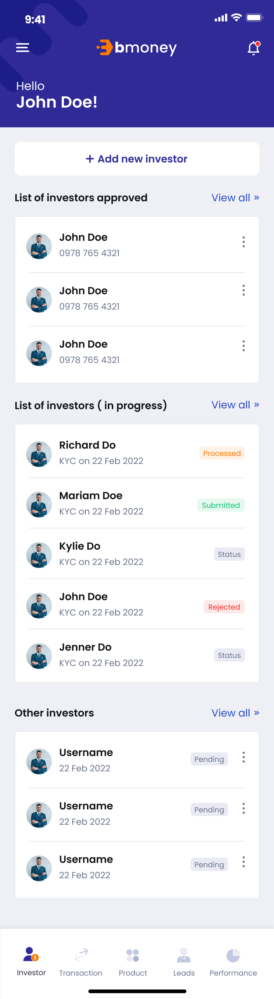 9:41
bmoney
Hello
John Doe!
+ Add new investor
List of investors approved
View all »
John Doe
0978 765 4321
John Doe
0978 765 4321
John Doe
0978 765 4321
List of investors ( in progress)
View all »
Richard Do
KYC on 22 Feb 2022
Processed
Mariam Doe
KYC on 22 Feb 2022
Submitted
Kylie Do
KYC on 22 Feb 2022
Status
John Doe
KYC on 22 Feb 2022
Rejected
Jenner Do
KYC on 22 Feb 2022
Status
Other investors
View all »
Username
22 Feb 2022
Pending
Username
22 Feb 2022
Pending
Username
22 Feb 2022
Pending
$
Investor
Transaction
Product
Leads
Performance